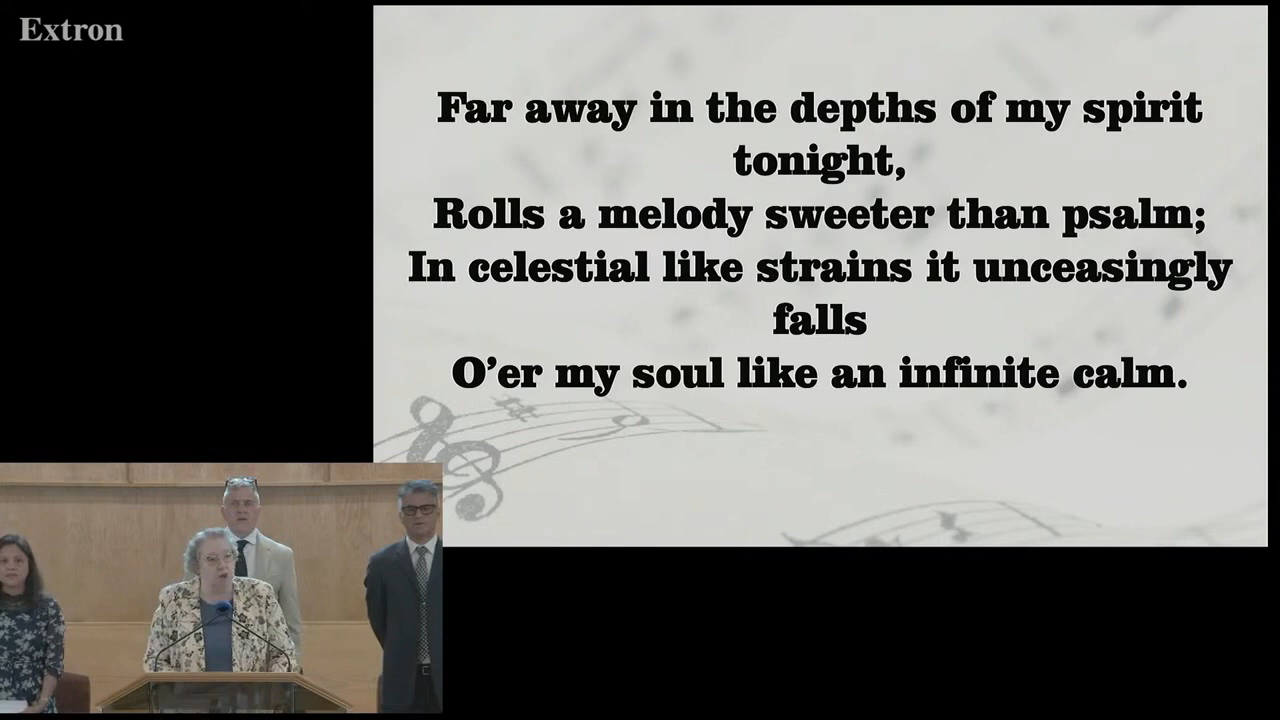 Extron
Far away in the depths of my spirit
tonight,
Rolls a melody sweeter than psalm;
In celestial like strains it unceasingly
falls
O’er my soul like an infinite calm.